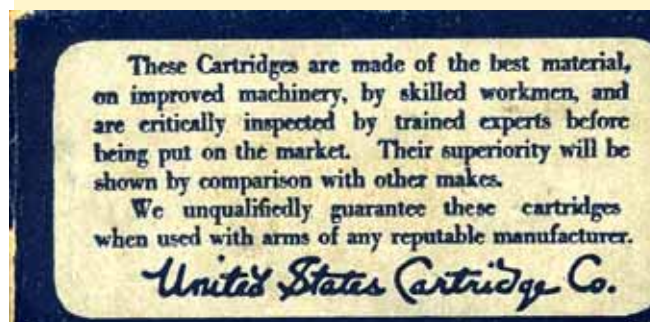 These Cartridges are made of the best material,
on improved machinery, by skilled workmen, and
are critically inspected by trained experts before
being put on the market. Their superiority will be
shown by comparison with other makes.
We unqualifiedly guarantee these cartridges
when used with arms of any reputable manufacturer.
United States Cartridge Co.